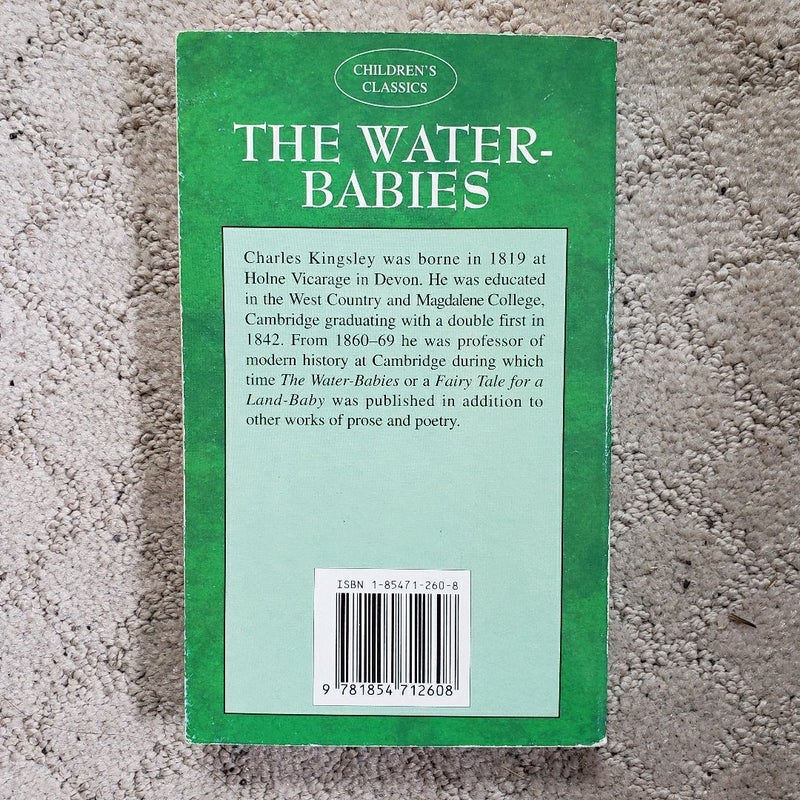 CHILDREN'S
CLASSICS
THE WATER-
BABIES
Charles Kingsley was borne in 1819 at
Holne Vicarage in Devon. He was educated
in the West Country and Magdalene College,
Cambridge graduating with a double first in
1842. From 1860–69 he was professor of
modern history at Cambridge during which
time The Water-Babies or a Fairy Tale for a
Land-Baby was published in addition to
other works of prose and poetry.
ISBN 1-85471-260-8
9 781854 712608